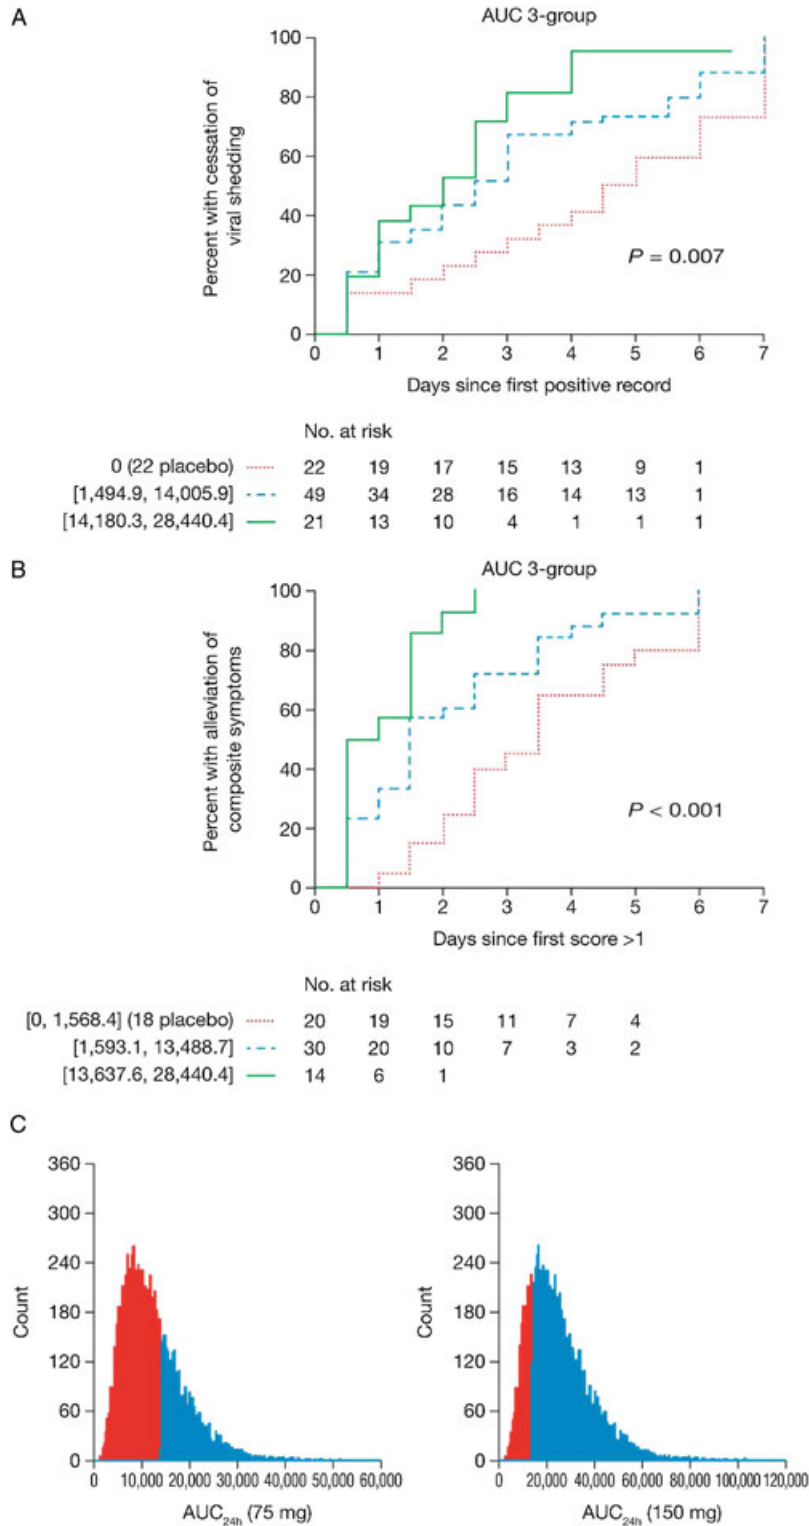 A
AUC 3-group
Percent with cessation of
viral shedding
100
80
60
40
20
0
P = 0.007
0 1 2 3 4 5 6 7
Days since first positive record
No. at risk
0 (22 placebo) 22 19 17 15 13 9 1
[1,494.9, 14,005.9] 49 34 28 16 14 13 1
[14,180.3, 28,440.4] 21 13 10 4 1 1 1
B
AUC 3-group
Percent with alleviation of
composite symptoms
100
80
60
40
20
0
P < 0.001
0 1 2 3 4 5 6 7
Days since first score >1
No. at risk
[0, 1,568.4] (18 placebo) 20 19 15 11 7 4
[1,593.1, 13,488.7] 30 20 10 7 3 2
[13,637.6, 28,440.4] 14 6 1
C
Count
360
300
240
180
120
60
0
0 10,000 20,000 30,000 40,000 50,000 60,000
AUC24h (75 mg)
Count
360
300
240
180
120
60
0
0 20,000 40,000 60,000 80,000 100,000 120,000
AUC24h (150 mg)